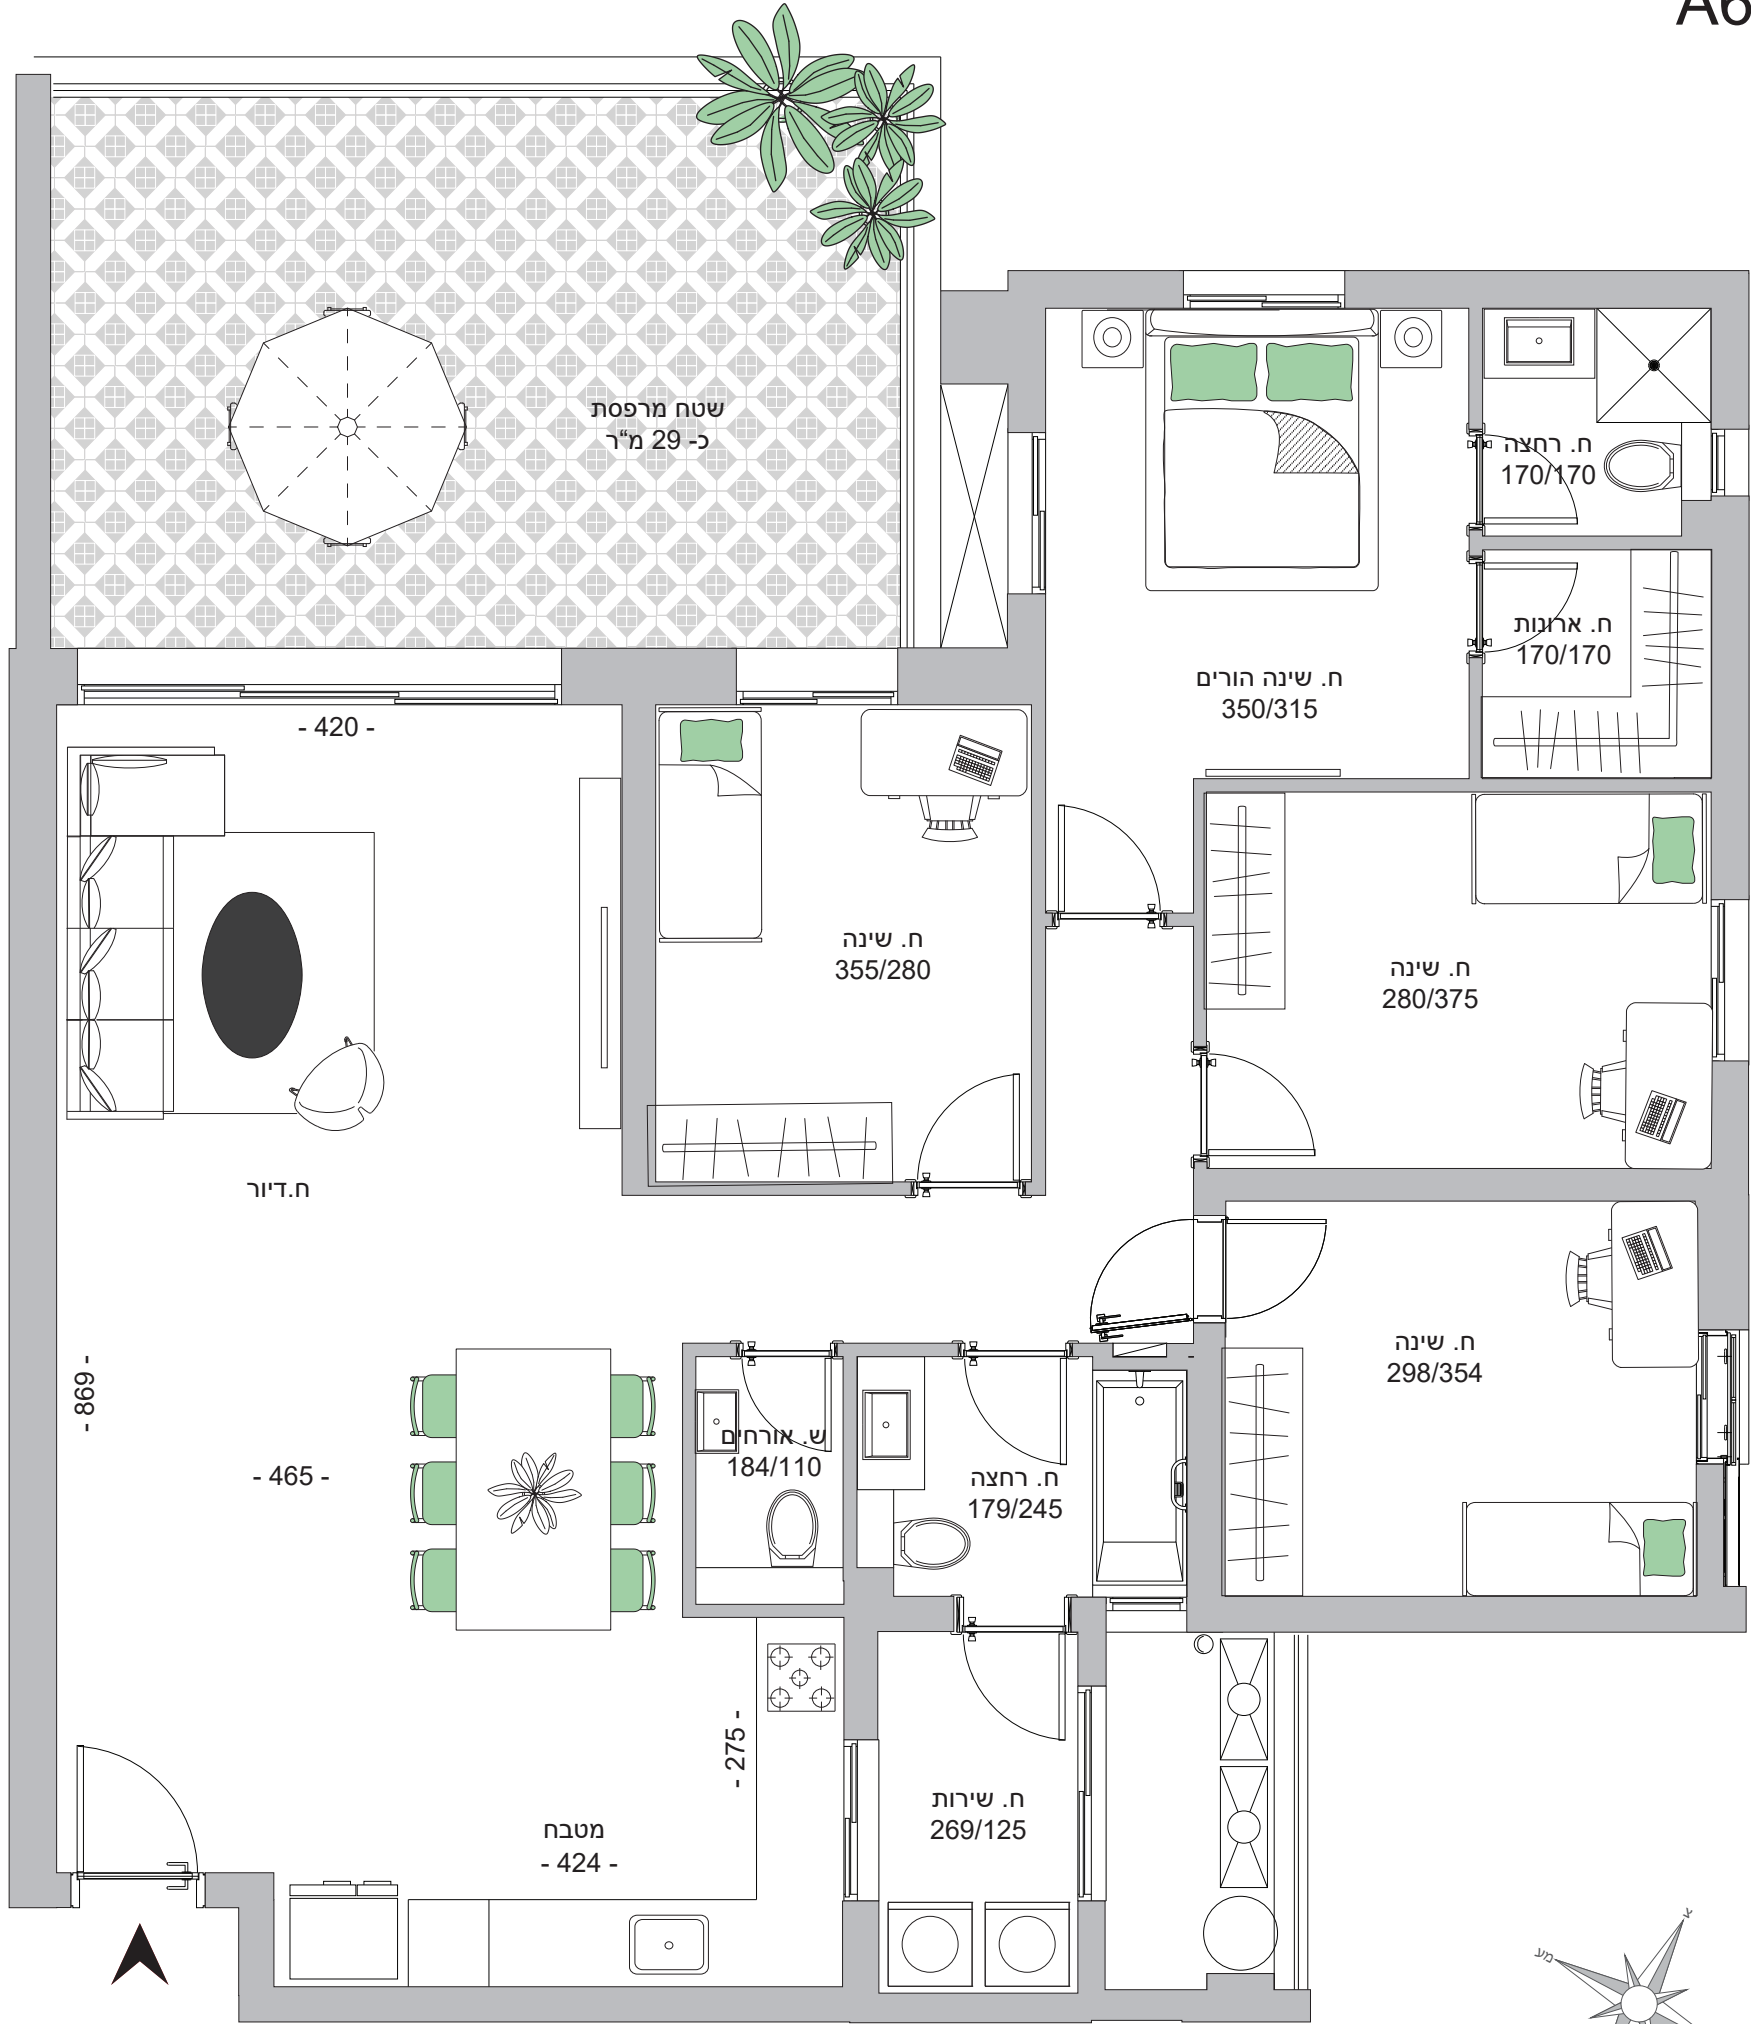 A6
שטח מרפסת
כ- 29 מ"ר
ח. רחצה
170/170
ח. ארונות
170/170
ח. שינה הורים
350/315
- 420 -
ח. שינה
355/280
ח. שינה
280/375
ח.דיור
ח. שינה
298/354
- 869 -
- 465 -
ש. אורחים
184/110
ח. רחצה
179/245
- 275 -
ח. שירות
269/125
מטבח
- 424 -
צ
מע